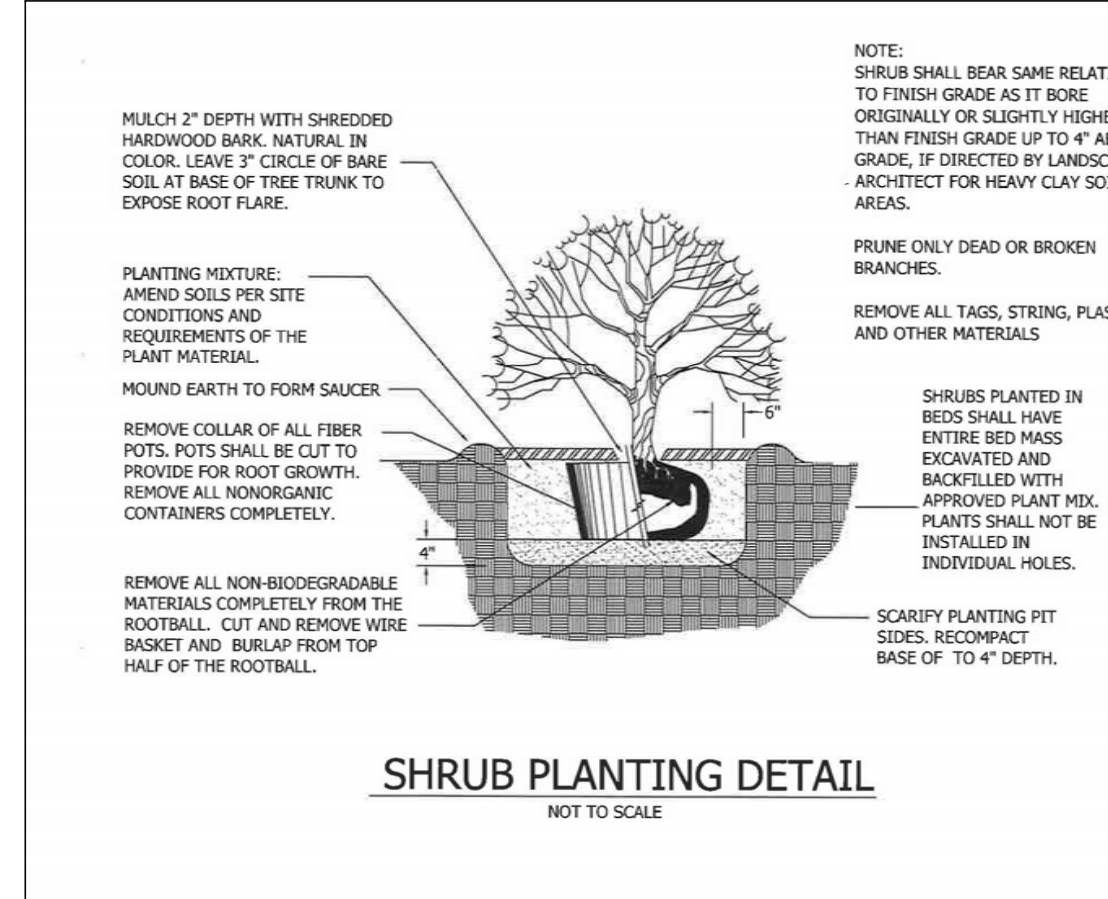 MULCH 2" DEPTH WITH SHREDDED
HARDWOOD BARK. NATURAL IN
COLOR. LEAVE 3" CIRCLE OF BARE
SOIL AT BASE OF TREE TRUNK TO
EXPOSE ROOT FLARE.
PLANTING MIXTURE:
AMEND SOILS PER SITE
CONDITIONS AND
REQUIREMENTS OF THE
PLANT MATERIAL.
MOUND EARTH TO FORM SAUCER
REMOVE COLLAR OF ALL FIBER
POTS. POTS SHALL BE CUT TO
PROVIDE FOR ROOT GROWTH.
REMOVE ALL NONORGANIC
CONTAINERS COMPLETELY.
4"
REMOVE ALL NON-BIODEGRADABLE
MATERIALS COMPLETELY FROM THE
ROOTBALL. CUT AND REMOVE WIRE
BASKET AND BURLAP FROM TOP
HALF OF THE ROOTBALL.
6"
NOTE:
SHRUB SHALL BEAR SAME
TO FINISH GRADE AS IT BORE
ORIGINALLY OR SLIGHTLY
THAN FINISH GRADE UP TO 4"
GRADE, IF DIRECTED BY
ARCHITECT FOR HEAVY CLAY
AREAS.
PRUNE ONLY DEAD OR BROKEN
BRANCHES.
REMOVE ALL TAGS, STRING,
AND OTHER MATERIALS
SHRUBS PLANTED IN
BEDS SHALL HAVE
ENTIRE BED MASS
EXCAVATED AND
BACKFILLED WITH
APPROVED PLANT MIX.
PLANTS SHALL NOT BE
INSTALLED IN
INDIVIDUAL HOLES.
SCARIFY PLANTING PIT
SIDES. RECOMPACT
BASE OF TO 4" DEPTH.
SHRUB PLANTING DETAIL
NOT TO SCALE